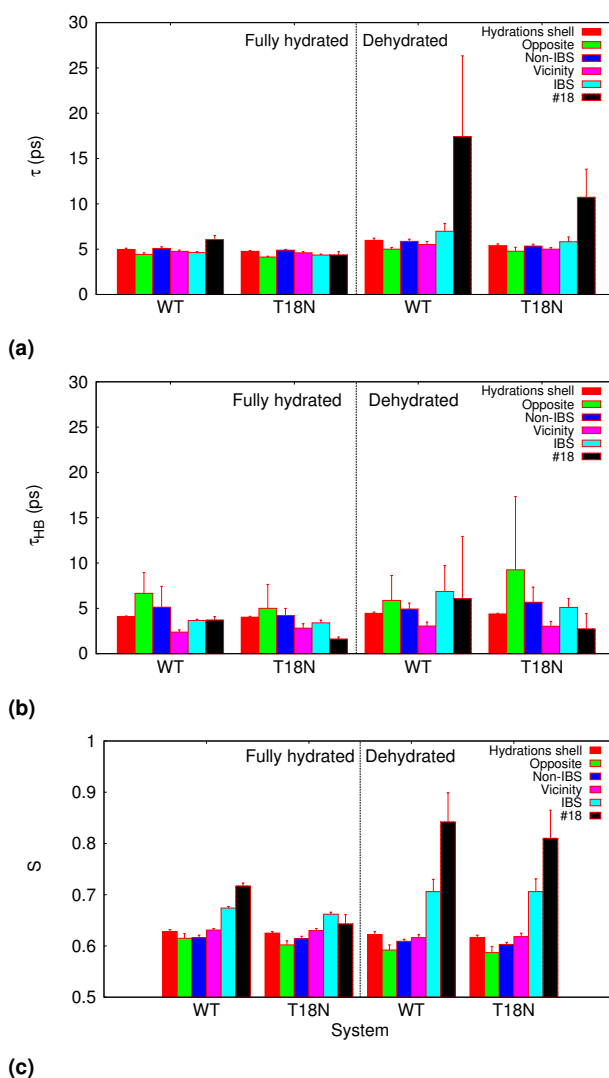 30
25
20
15
10
5
0
τ (ps)
Fully hydrated
Dehydrated
Hydrations shell
Opposite
Non-IBS
Vicinity
IBS
#18
WT
T18N
WT
T18N
(a)
30
25
20
15
10
5
0
τHB (ps)
Fully hydrated
Dehydrated
Hydrations shell
Opposite
Non-IBS
Vicinity
IBS
#18
WT
T18N
WT
T18N
(b)
1
0.9
0.8
0.7
0.6
0.5
S
Fully hydrated
Dehydrated
Hydrations shell
Opposite
Non-IBS
Vicinity
IBS
#18
WT
T18N
WT
T18N
System
(c)